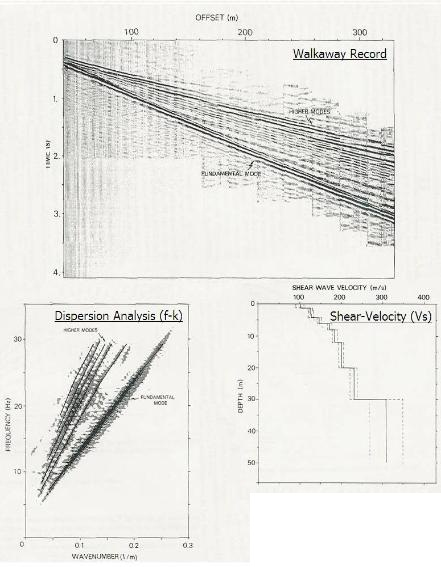 OFFSET (m)
100
200
300
Walkaway Record
0
1.
2.
3.
4.
TIME (s)
HIGHER MODES
FUNDAMENTAL MODE
Dispersion Analysis (f-k)
HIGHER MODES
30
20
10
0
FREQUENCY (Hz)
FUNDAMENTAL
MODE
0.1
0.2
0.3
WAVENUMBER (1/m)
SHEAR WAVE VELOCITY (m/s)
100
200
300
400
Shear-Velocity (Vs)
0
10
20
30
40
50
DEPTH (m)